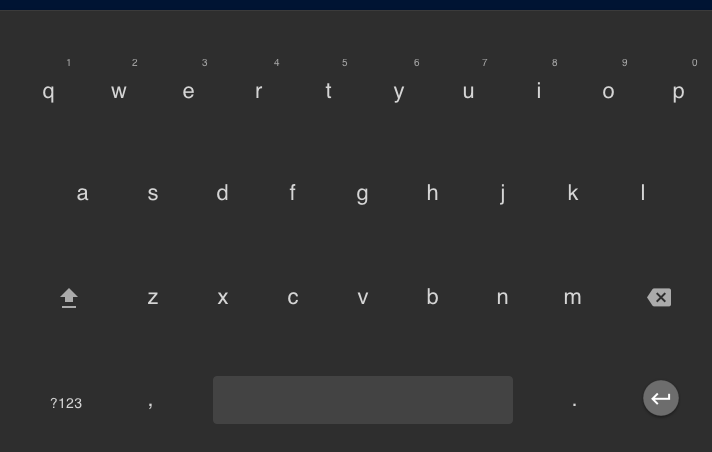 1 2 3 4 5 6 7 8 9 0
q w e r t y u i o p
a s d f g h j k l
z x c v b n m
?123 , .